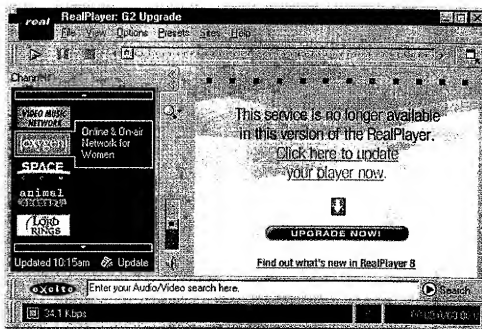 real
RealPlayer: G2 Upgrade
File View Options Presets Sites Help
VIDEO MUSIC
NETWORK
oxygen
Online & On-air
Network for
Women
SPACE
animal
LORD
RINGS
Updated 10:15am
Update
This service is no longer available
in this version of the RealPlayer.
Click here to update
your player now.
UPGRADE NOW!
Find out what's new in RealPlayer 8
excite
Enter your Audio/Video search here.
Search
34.1 Kbps